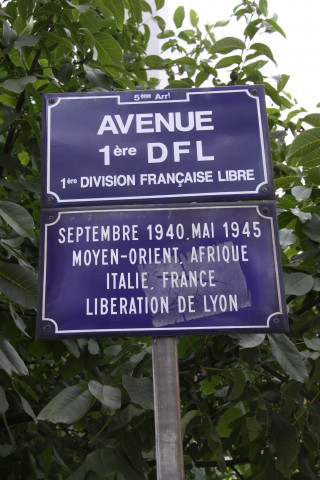 5ème Arrt
AVENUE
1ère DFL
1ère DIVISION FRANÇAISE LIBRE
SEPTEMBRE 1940.MAI 1945
MOYEN-ORIENT. AFRIQUE
ITALIE. FRANCE
LIBERATION DE LYON